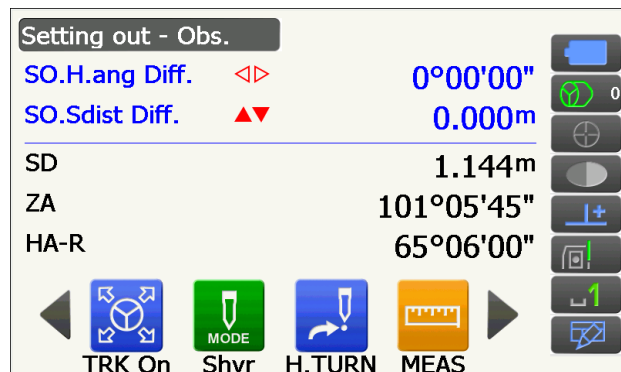 Setting out - Obs.
SO.H.ang Diff. 0°00'00"
SO.Sdist Diff. 0.000m
SD 1.144m
ZA 101°05'45"
HA-R 65°06'00"
0
1
MODE
TRK On Shvr H.TURN MEAS